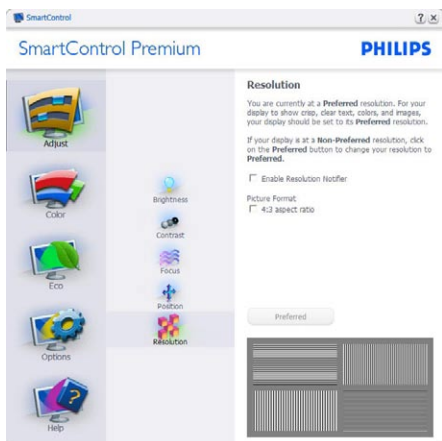 SmartControl
SmartControl Premium
PHILIPS
Adjust
Color
Eco
Options
Help
Brightness
Contrast
Focus
Position
Resolution
Resolution
You are currently at a Preferred resolution. For your
display to show crisp, clear text, colors, and images,
your display should be set to its Preferred resolution.
If your display is at a Non-Preferred resolution, click
on the Preferred button to change your resolution to
Preferred.
Enable Resolution Notifier
Picture Format
4:3 aspect ratio
Preferred